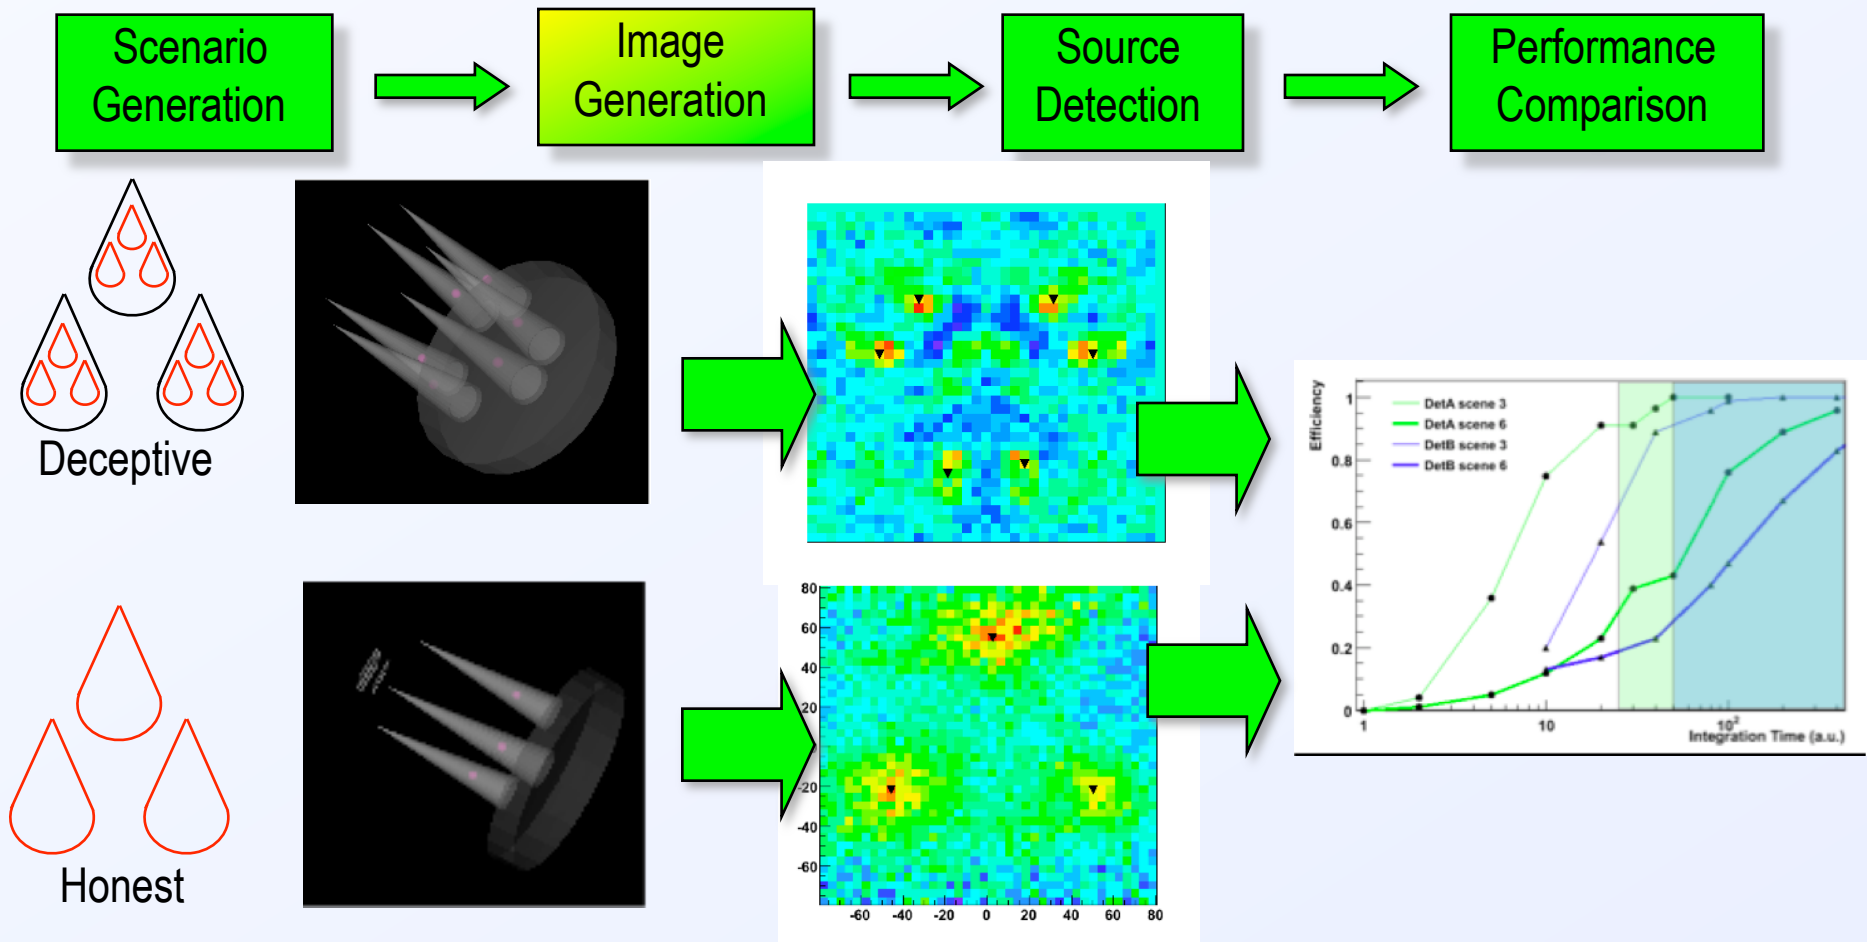 Scenario
Generation
Image
Generation
Source
Detection
Performance
Comparison
Deceptive
Honest
80
60
40
20
-20
-40
-60
-60 -40 -20 0 20 40 60 80
Efficiency
1
0.8
0.6
0.4
0.2
0
DetA scene 3
DetA scene 6
DetB scene 3
DetB scene 6
1 10 10²
Integration Time (a.u.)